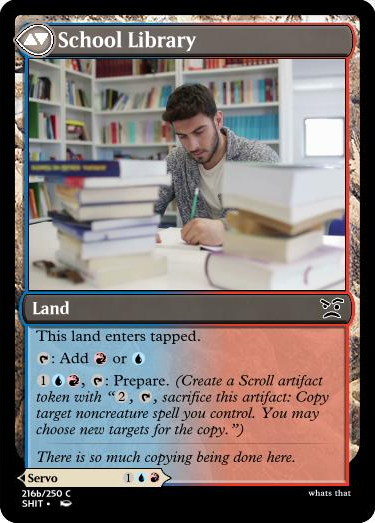 School Library
Land
This land enters tapped.
: Add or
1 , : Prepare. (Create a Scroll artifact
token with “2, , sacrifice this artifact: Copy
target noncreature spell you control. You may
choose new targets for the copy.”)
There is so much copying being done here.
Servo 1
216b/250 C
SHIT •
whats that